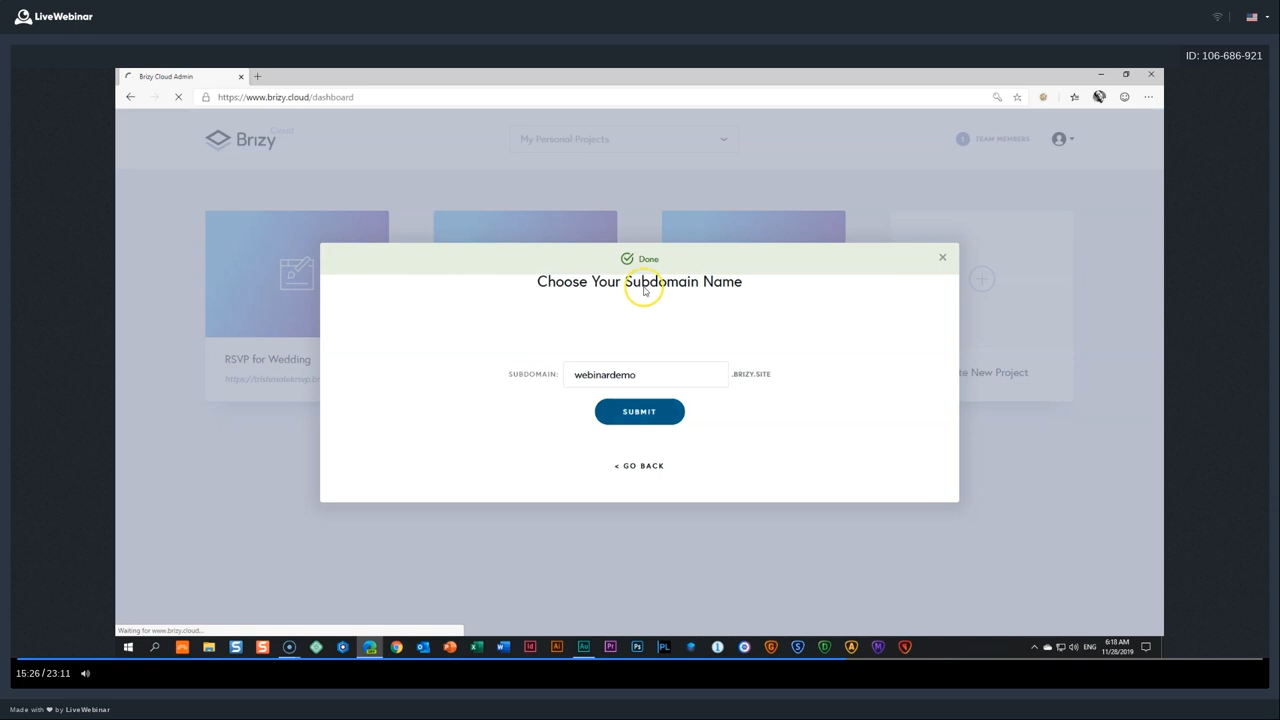 LiveWebinar
ID: 106-686-921
Brizy Cloud Admin
https://www.brizy.cloud/dashboard
Brizy Cloud
My Personal Projects
1 TEAM MEMBERS
Done
Choose Your Subdomain Name
RSVP for Wedding
SUBDOMAIN: webinardemo .BRIZY.SITE
te New Project
SUBMIT
< GO BACK
Waiting for www.brizy.cloud...
ENG
6:18 AM
11/28/2019
15:26 / 23:11
Made with ❤ by LiveWebinar